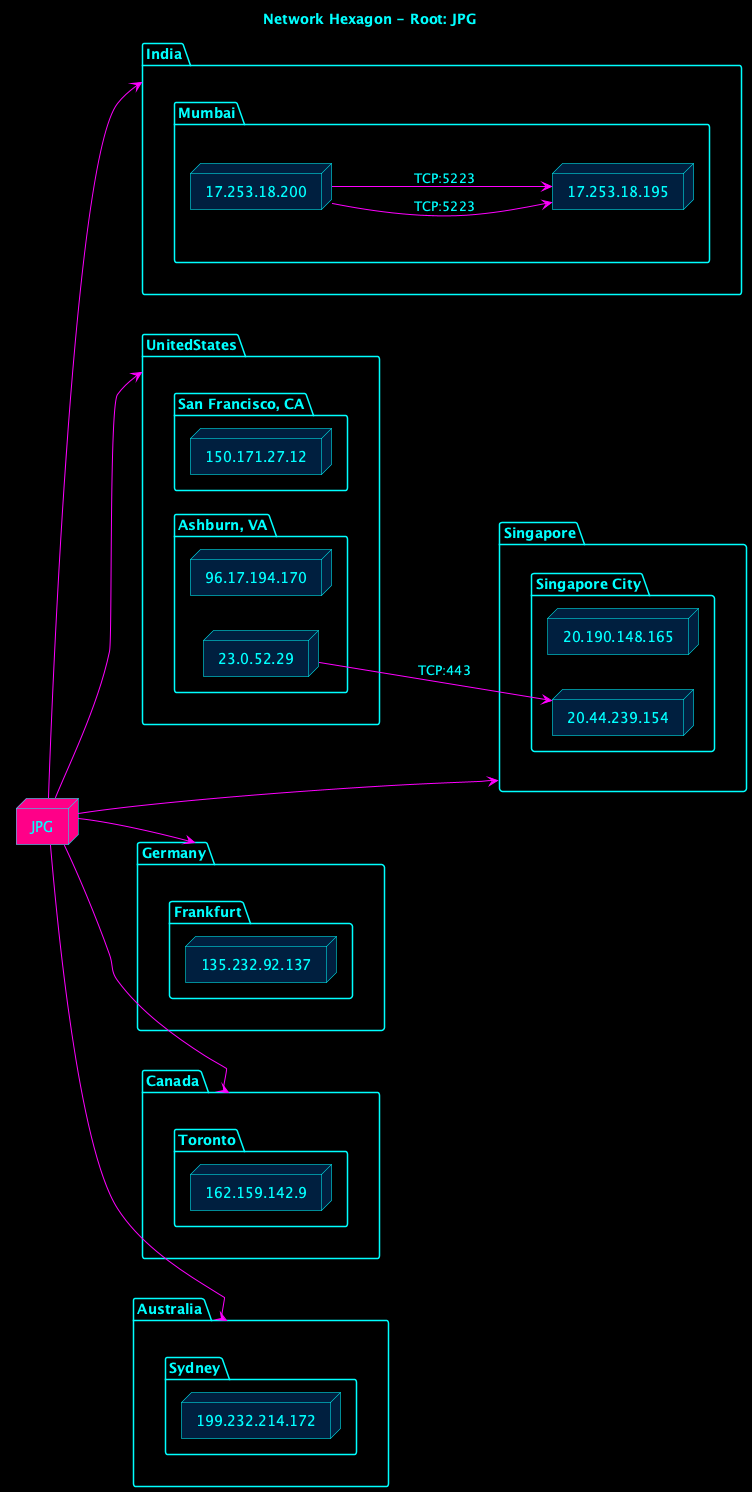 Network Hexagon - Root: JPG
India
Mumbai
17.253.18.200
TCP:5223
TCP:5223
17.253.18.195
UnitedStates
San Francisco, CA
150.171.27.12
Ashburn, VA
96.17.194.170
23.0.52.29
TCP:443
Singapore
Singapore City
20.190.148.165
20.44.239.154
JPG
Germany
Frankfurt
135.232.92.137
Canada
Toronto
162.159.142.9
Australia
Sydney
199.232.214.172